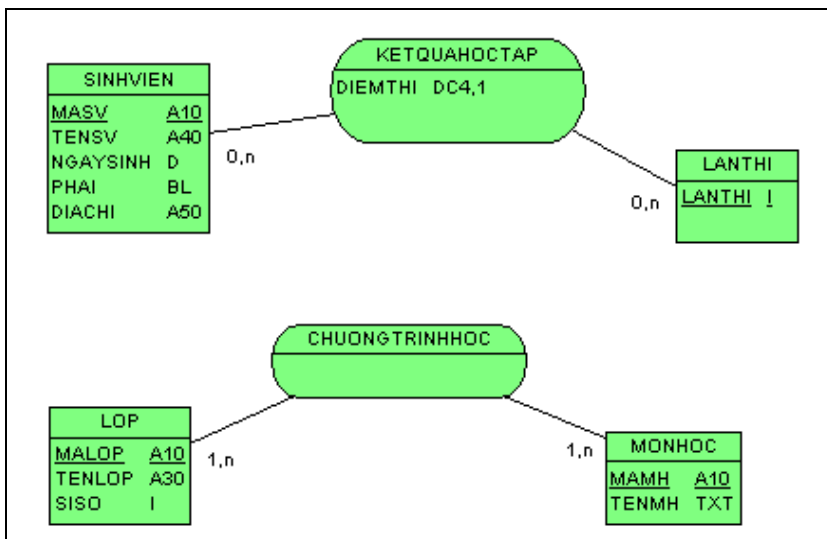 KETQUAHOCTAP
DIEMTHI DC4,1
SINHVIEN
MASV A10
TENSV A40
NGAYSINH D
PHAI BL
DIACHI A50
0,n
LANTHI
LANTHI I
0,n
CHUONGTRINHHOC
LOP
MALOP A10
TENLOP A30
SISO I
1,n
1,n
MONHOC
MAMH A10
TENMH TXT